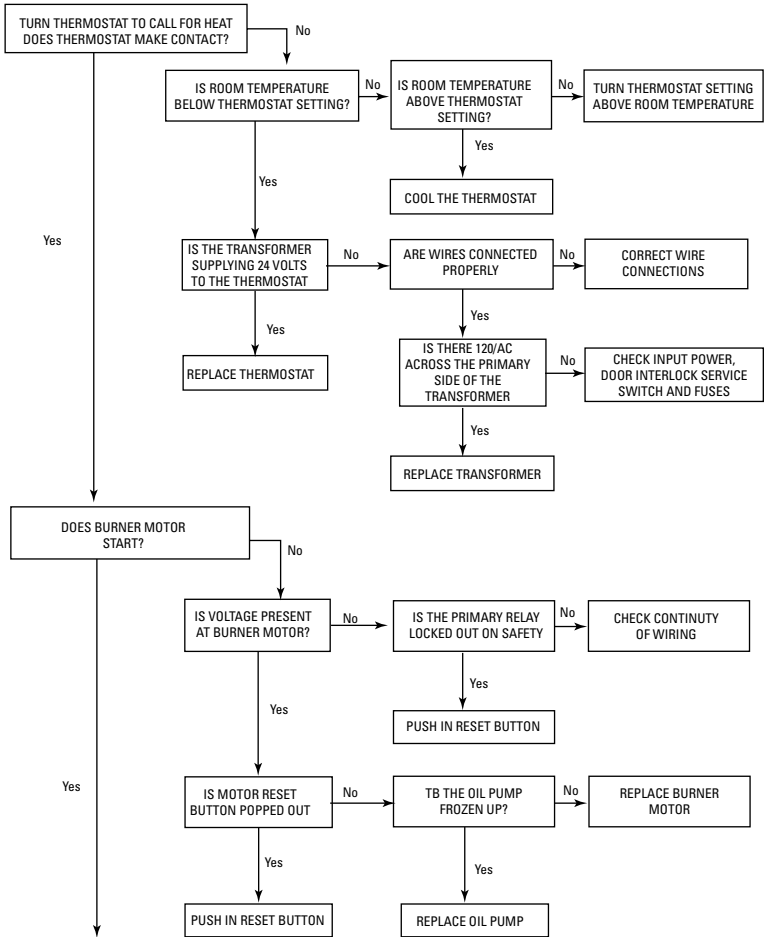 TURN THERMOSTAT TO CALL FOR HEAT
DOES THERMOSTAT MAKE CONTACT?
No
IS ROOM TEMPERATURE
BELOW THERMOSTAT SETTING?
No
IS ROOM TEMPERATURE
ABOVE THERMOSTAT
SETTING?
No
TURN THERMOSTAT SETTING
ABOVE ROOM TEMPERATURE
Yes
COOL THE THERMOSTAT
Yes
Yes
IS THE TRANSFORMER
SUPPLYING 24 VOLTS
TO THE THERMOSTAT
No
ARE WIRES CONNECTED
PROPERLY
No
CORRECT WIRE
CONNECTIONS
Yes
Yes
REPLACE THERMOSTAT
IS THERE 120/AC
ACROSS THE PRIMARY
SIDE OF THE
TRANSFORMER
No
CHECK INPUT POWER,
DOOR INTERLOCK SERVICE
SWITCH AND FUSES
Yes
REPLACE TRANSFORMER
DOES BURNER MOTOR
START?
No
IS VOLTAGE PRESENT
AT BURNER MOTOR?
No
IS THE PRIMARY RELAY
LOCKED OUT ON SAFETY
No
CHECK CONTINUTY
OF WIRING
Yes
PUSH IN RESET BUTTON
Yes
Yes
IS MOTOR RESET
BUTTON POPPED OUT
No
TB THE OIL PUMP
FROZEN UP?
No
REPLACE BURNER
MOTOR
Yes
Yes
PUSH IN RESET BUTTON
REPLACE OIL PUMP